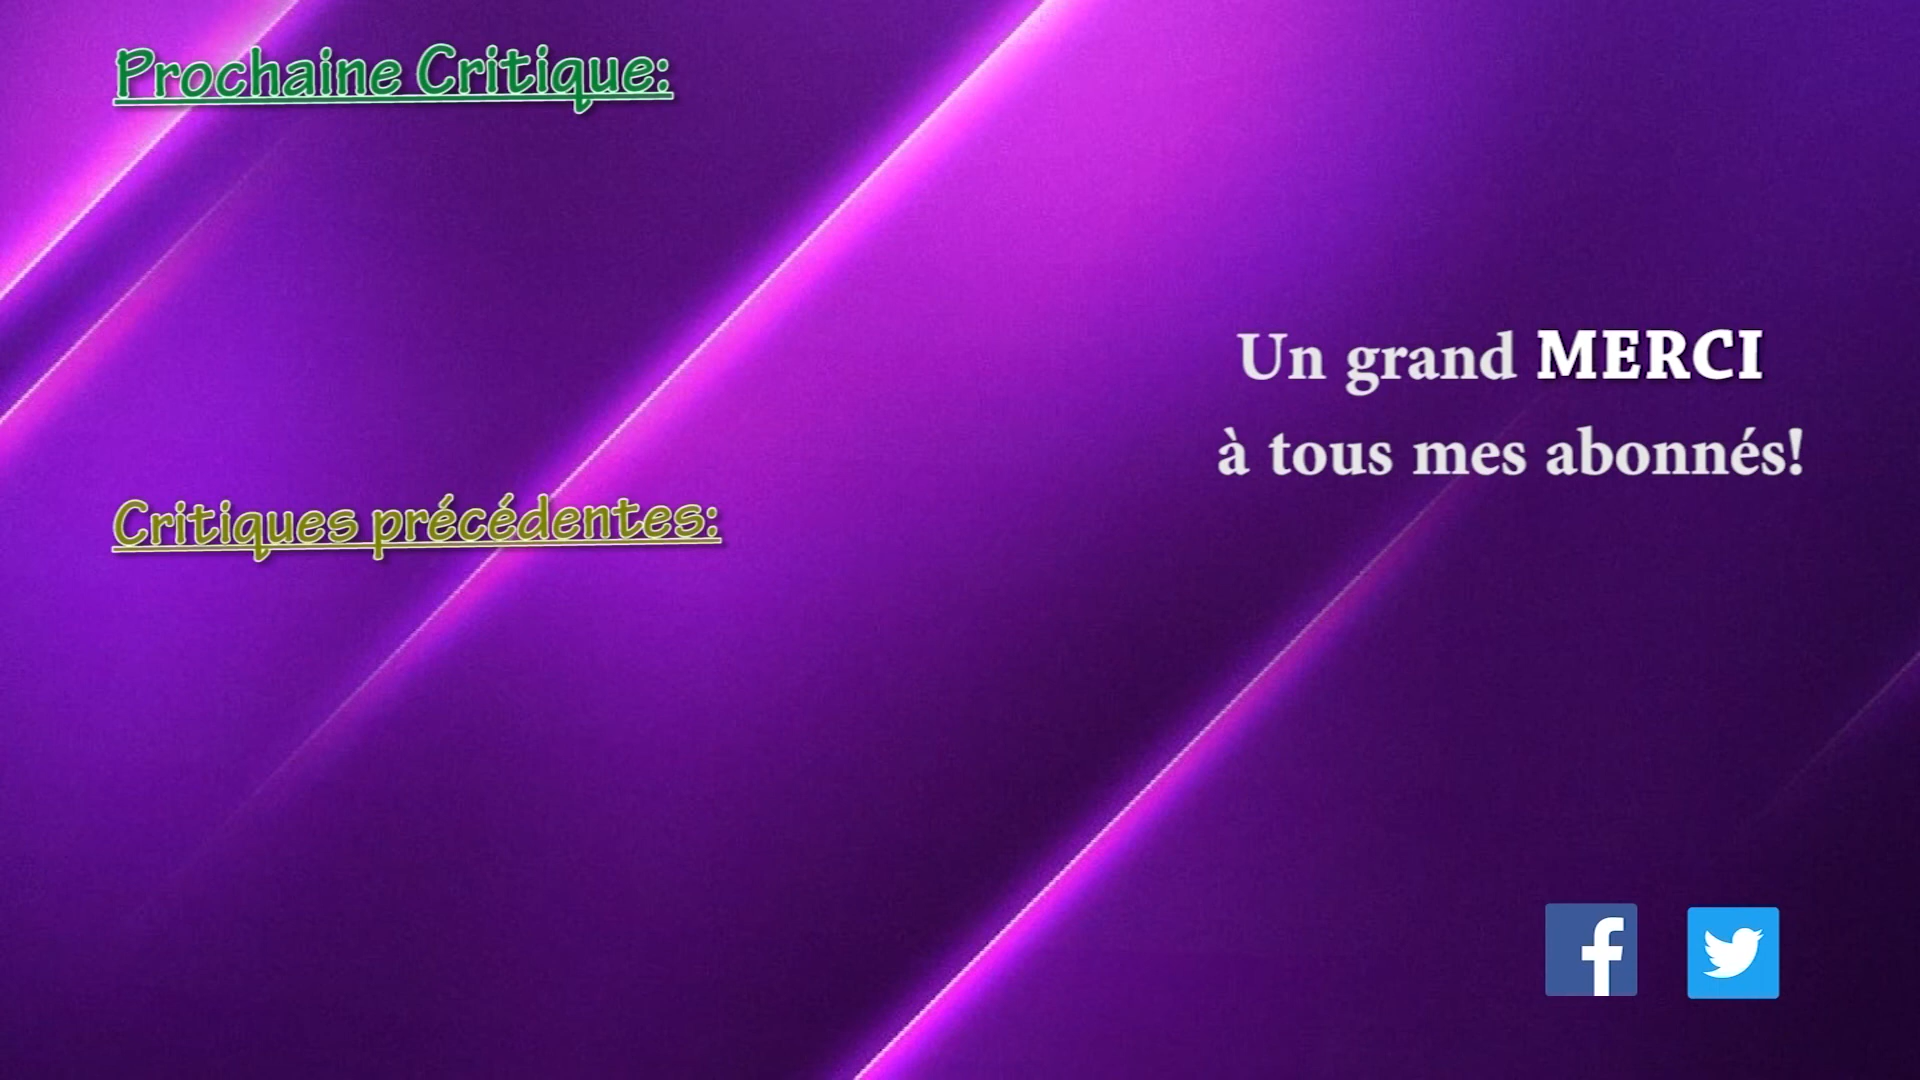 Prochaine Critique:
Un grand MERCI
à tous mes abonnés!
Critiques précédentes: